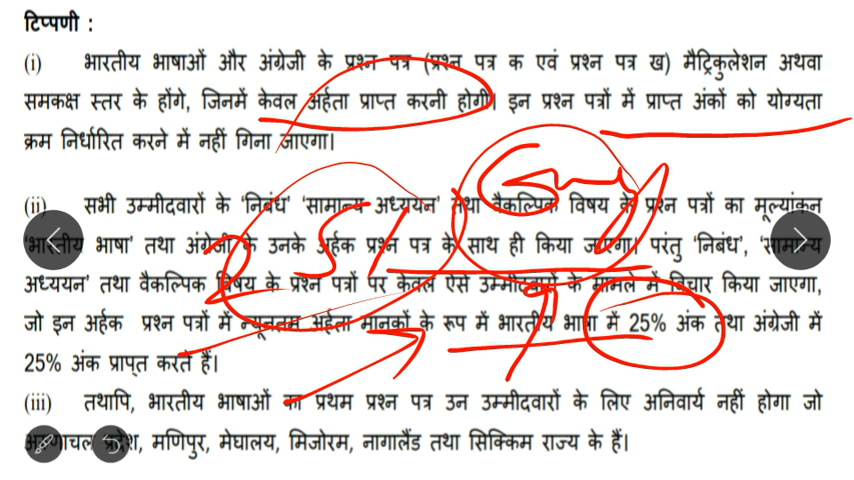 टिप्पणी :
(i) भारतीय भाषाओं और अंग्रेजी के प्रश्न पत्र (प्रश्न पत्र क एवं प्रश्न पत्र ख) मैट्रिकुलेशन अथवा
समकक्ष स्तर के होंगे, जिनमें केवल अर्हता प्राप्त करनी होगी। इन प्रश्न पत्रों में प्राप्त अंकों को योग्यता
क्रम निर्धारित करने में नहीं गिना जाएगा।
(ii) सभी उम्मीदवारों के 'निबंध' 'सामान्य अध्ययन' तथा वैकल्पिक विषय के प्रश्न पत्रों का मूल्यांकन
'भारतीय भाषा' तथा अंग्रेजी के उनके अर्हक प्रश्न पत्र के साथ ही किया जाएगा। परंतु 'निबंध', 'सामान्य
अध्ययन' तथा वैकल्पिक विषय के प्रश्न पत्रों पर केवल ऐसे उम्मीदवारों के मामले में विचार किया जाएगा,
जो इन अर्हक प्रश्न पत्रों में न्यूनतम अर्हता मानकों के रूप में भारतीय भाषा में 25% अंक तथा अंग्रेजी में
25% अंक प्राप्त करते हैं।
(iii) तथापि, भारतीय भाषाओं का प्रथम प्रश्न पत्र उन उम्मीदवारों के लिए अनिवार्य नहीं होगा जो
अरुणाचल प्रदेश, मणिपुर, मेघालय, मिजोरम, नागालैंड तथा सिक्किम राज्य के हैं।